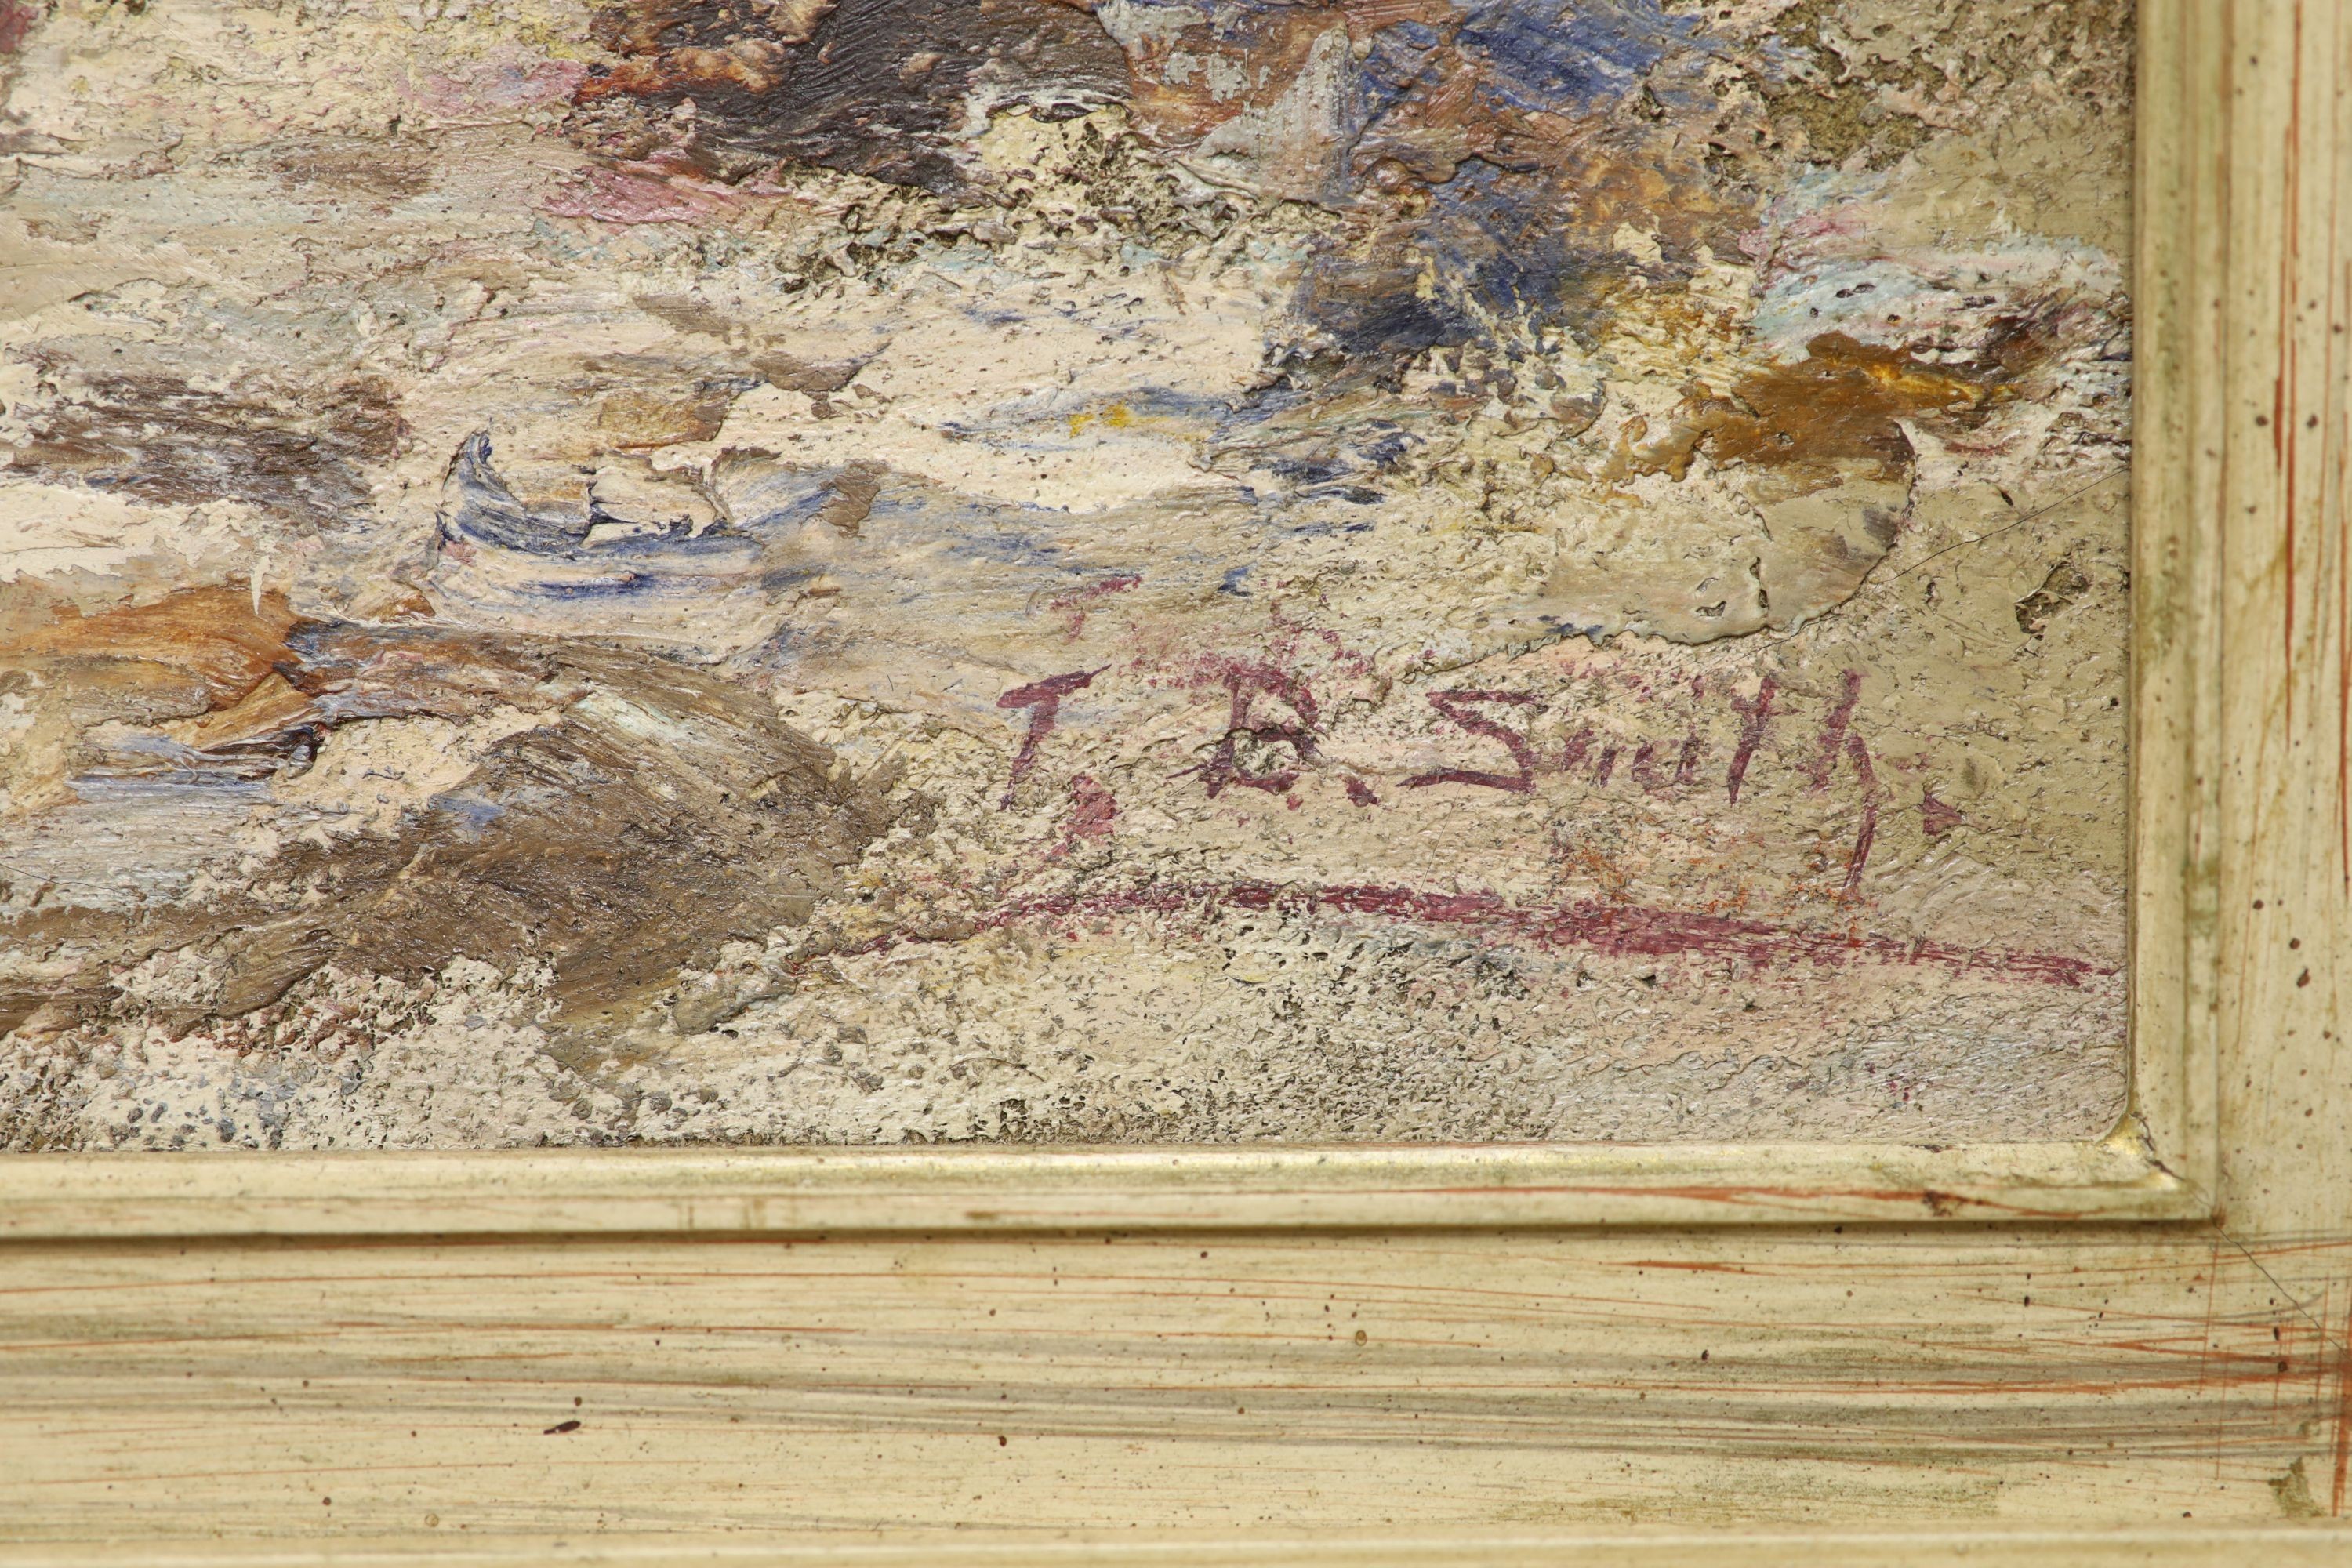 T. B. Smith.